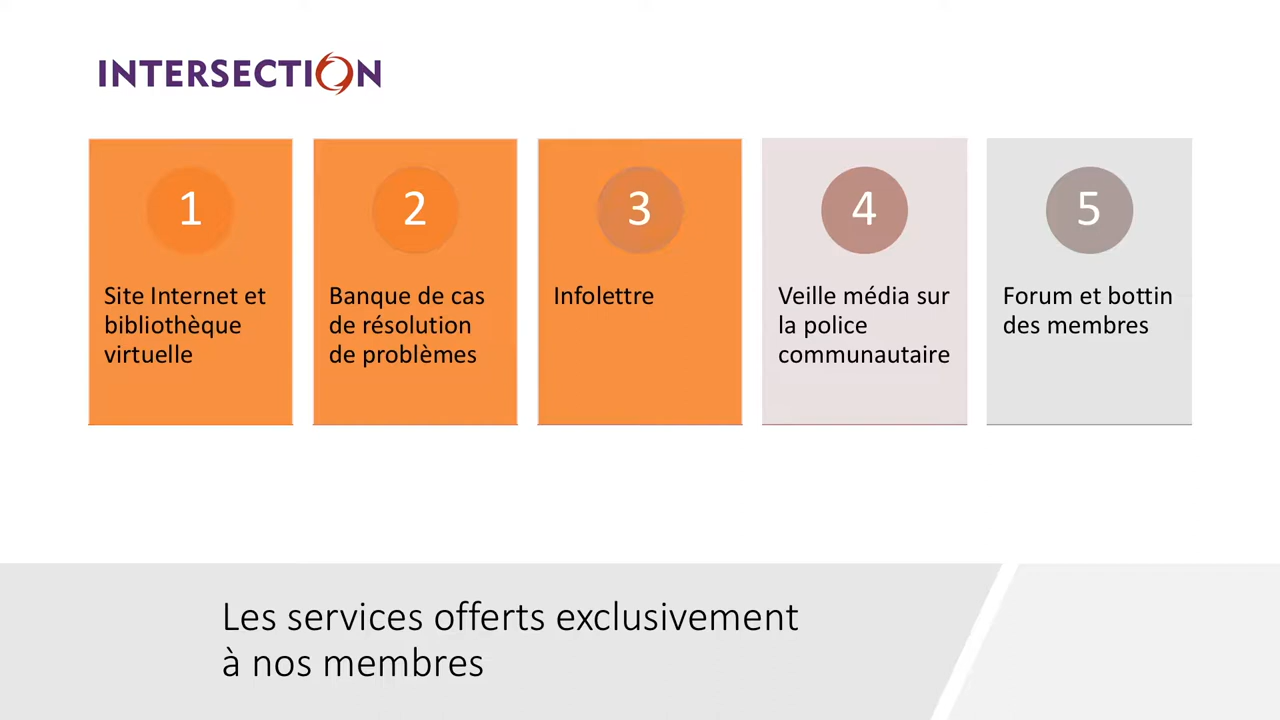 INTERSECTION
1
Site Internet et
bibliothèque
virtuelle
2
Banque de cas
de résolution
de problèmes
3
Infolettre
4
Veille média sur
la police
communautaire
5
Forum et bottin
des membres
Les services offerts exclusivement
à nos membres